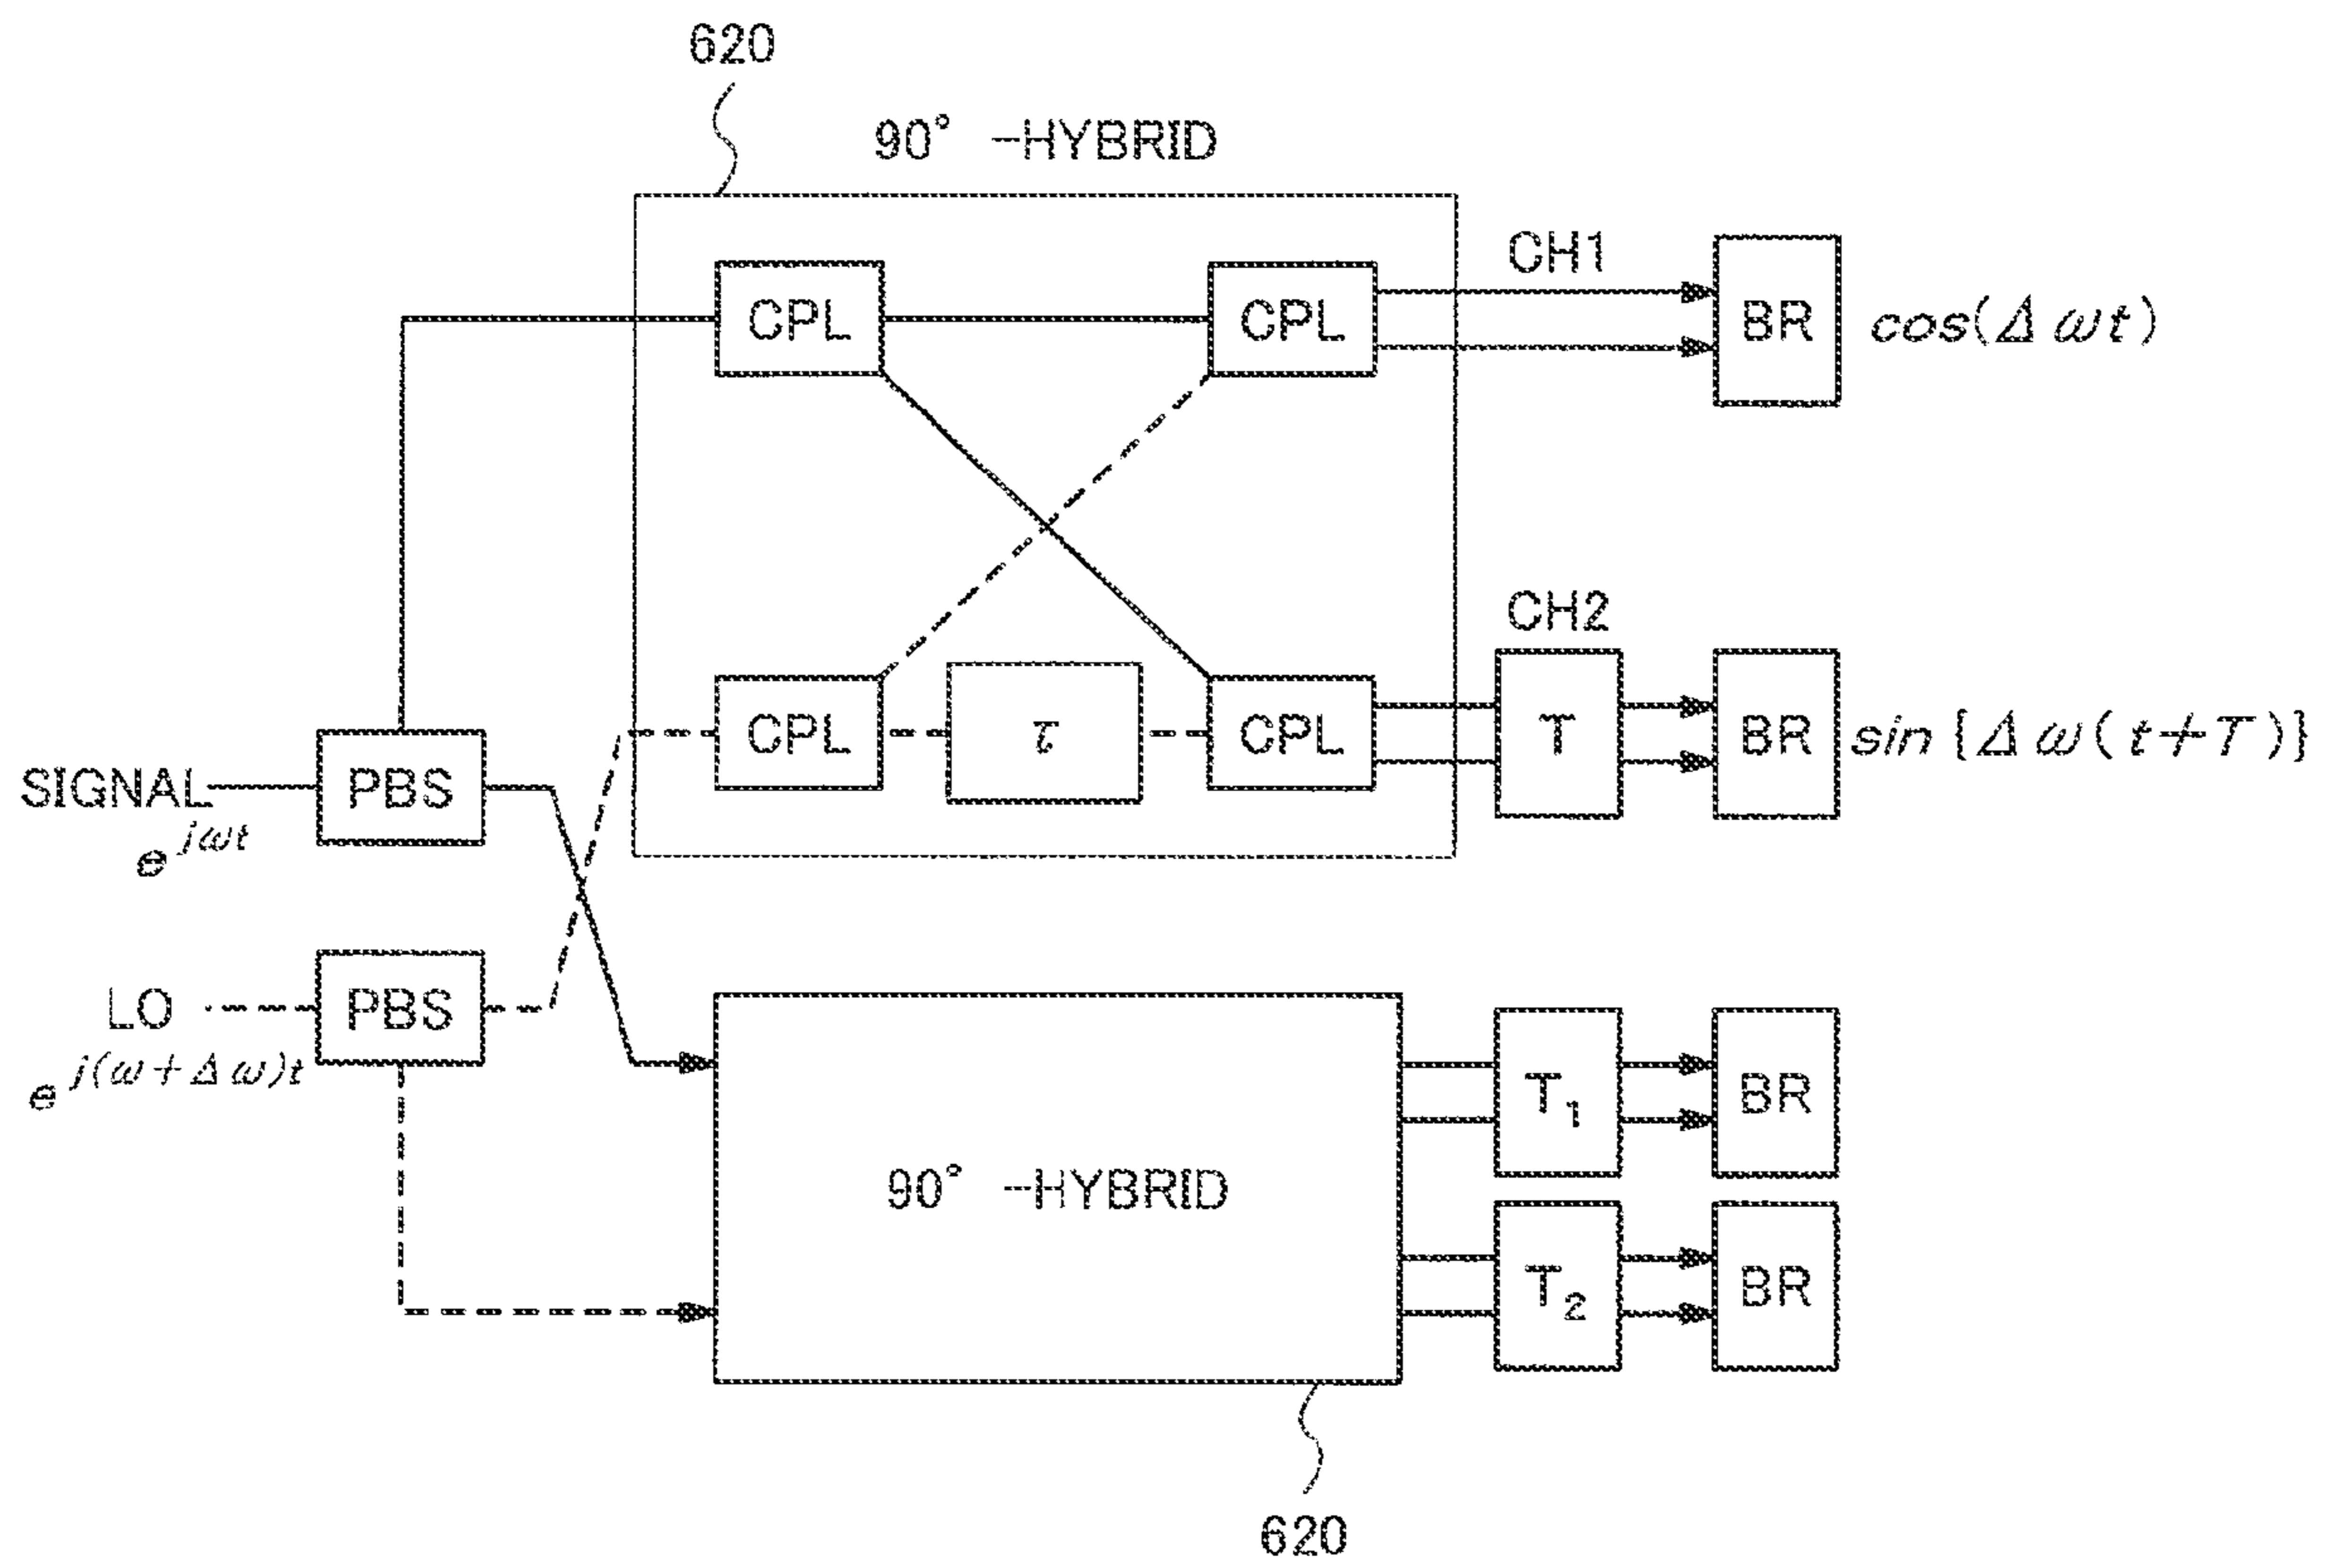 620
90° -HYBRID
CPL
CPL
CH1
BR
cos(Δωt)
CH2
CPL
τ
CPL
T
BR
sin{Δω(t+T)}
SIGNAL
e^jωt
PBS
LO
e^j(ω+Δω)t
PBS
90° -HYBRID
T1
BR
T2
BR
620